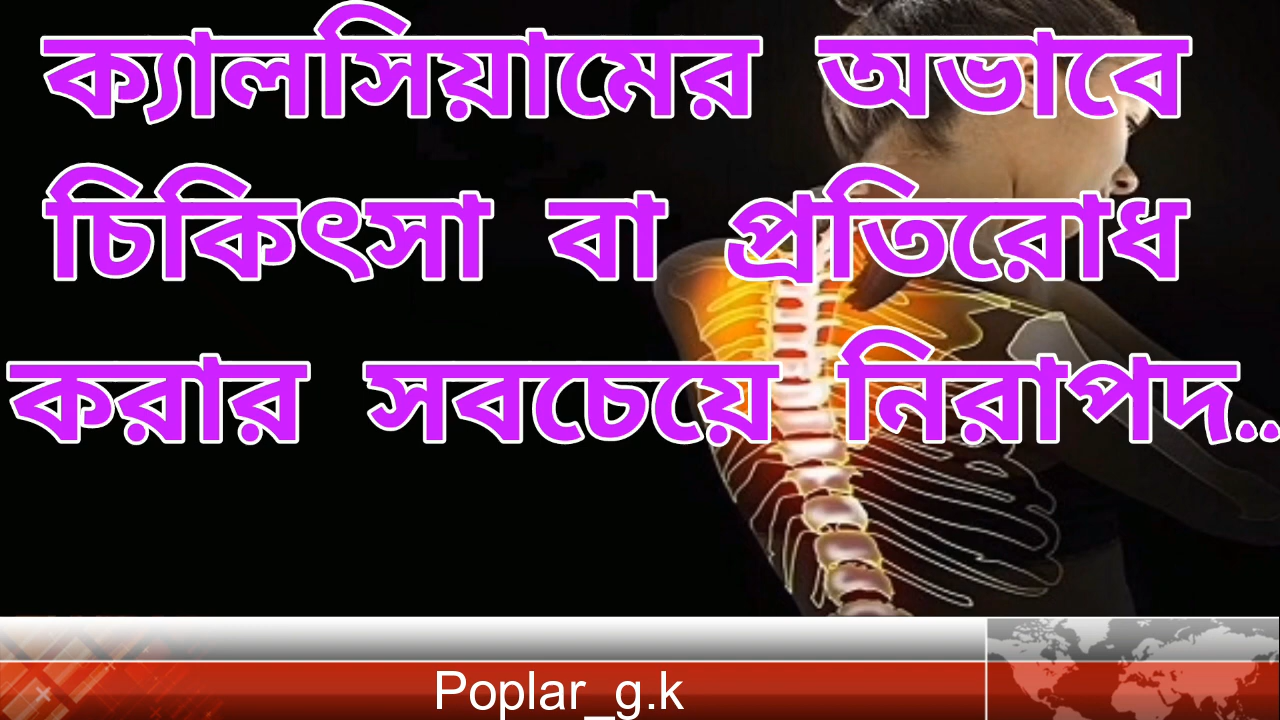 ক্যালসিয়ামের অভাবে
চিকিৎসা বা প্রতিরোধ
করার সবচেয়ে নিরাপদ..
Poplar_g.k